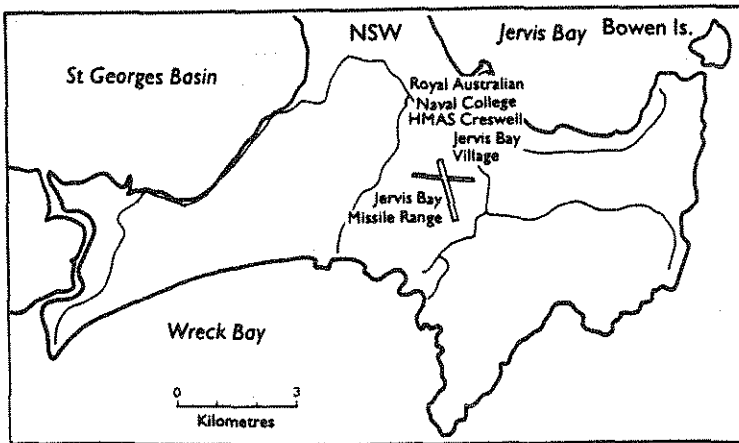 NSW
Jervis Bay
Bowen Is.
St Georges Basin
Royal Australian
Naval College
HMAS Creswell
Jervis Bay
Village
Jervis Bay
Missile Range
Wreck Bay
0 3
Kilometres